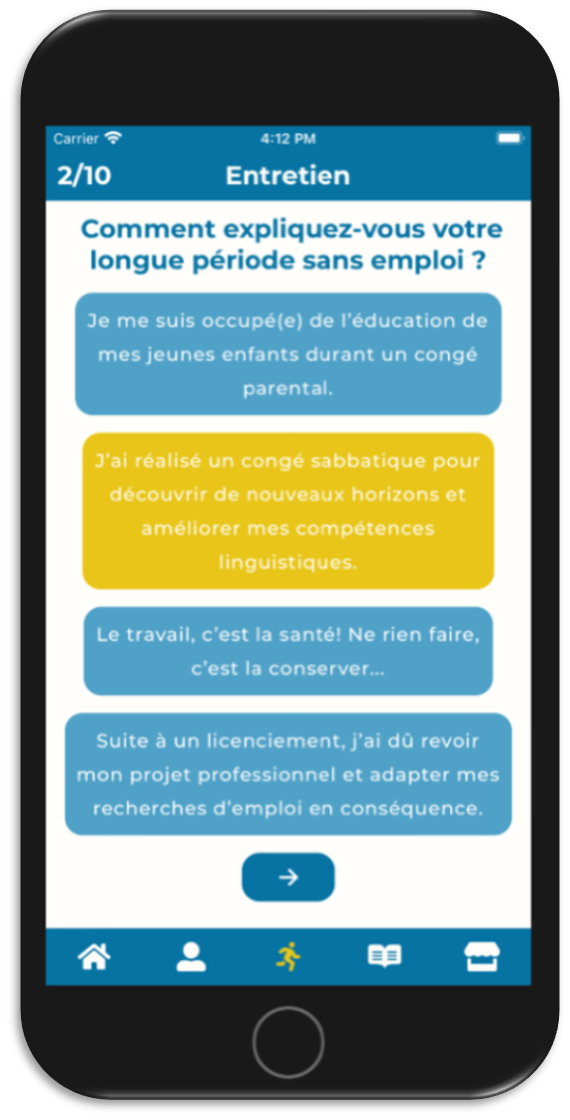 Carrier
4:12 PM
2/10
Entretien
Comment expliquez-vous votre
longue période sans emploi ?
Je me suis occupé(e) de l'éducation de
mes jeunes enfants durant un congé
parental.
J'ai réalisé un congé sabbatique pour
découvrir de nouveaux horizons et
améliorer mes compétences
linguistiques.
Le travail, c'est la santé! Ne rien faire,
c'est la conserver...
Suite à un licenciement, j'ai dû revoir
mon projet professionnel et adapter mes
recherches d'emploi en conséquence.